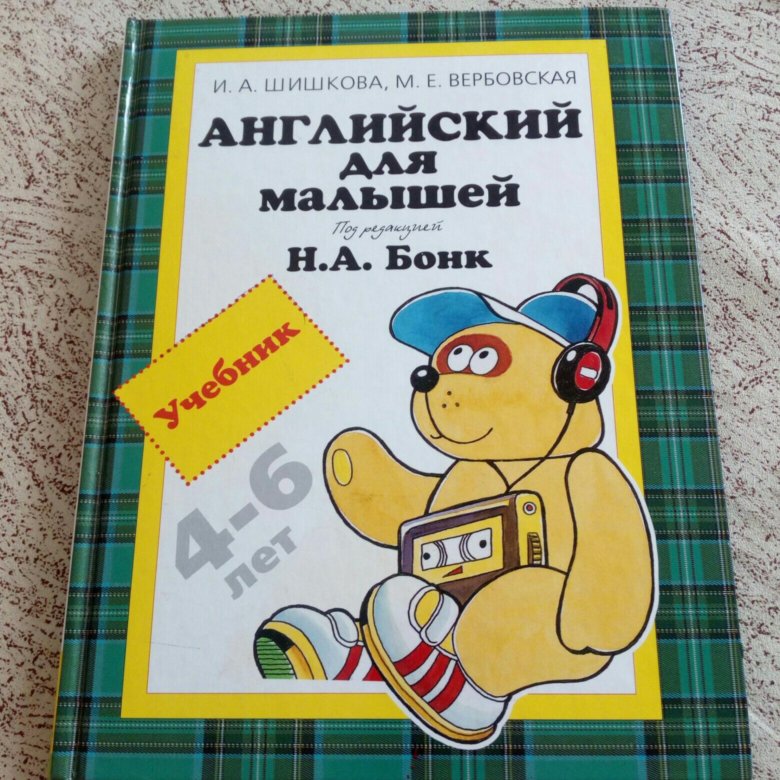 И. А. ШИШКОВА, М. Е. ВЕРБОВСКАЯ
АНГЛИЙСКИЙ
ДЛЯ
МАЛЫШЕЙ
Под редакцией
Н.А. Бонк
Учебник
4-6
лет